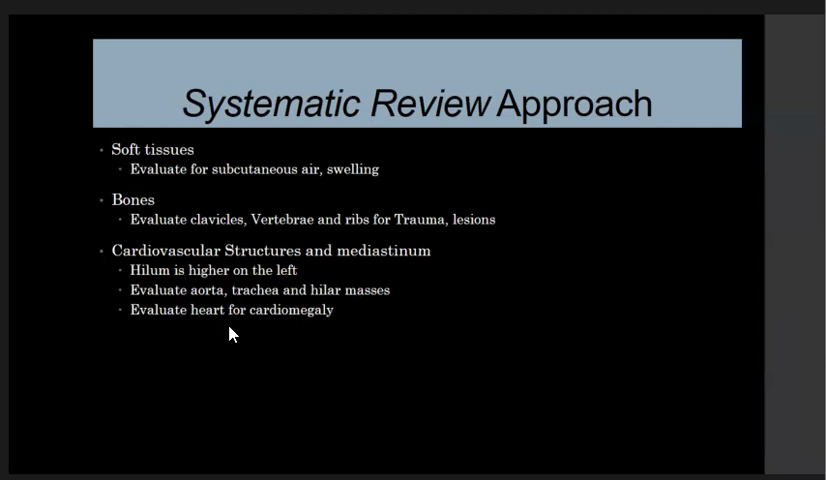 Systematic Review Approach
• Soft tissues
• Evaluate for subcutaneous air, swelling
• Bones
• Evaluate clavicles, Vertebrae and ribs for Trauma, lesions
• Cardiovascular Structures and mediastinum
• Hilum is higher on the left
• Evaluate aorta, trachea and hilar masses
• Evaluate heart for cardiomegaly